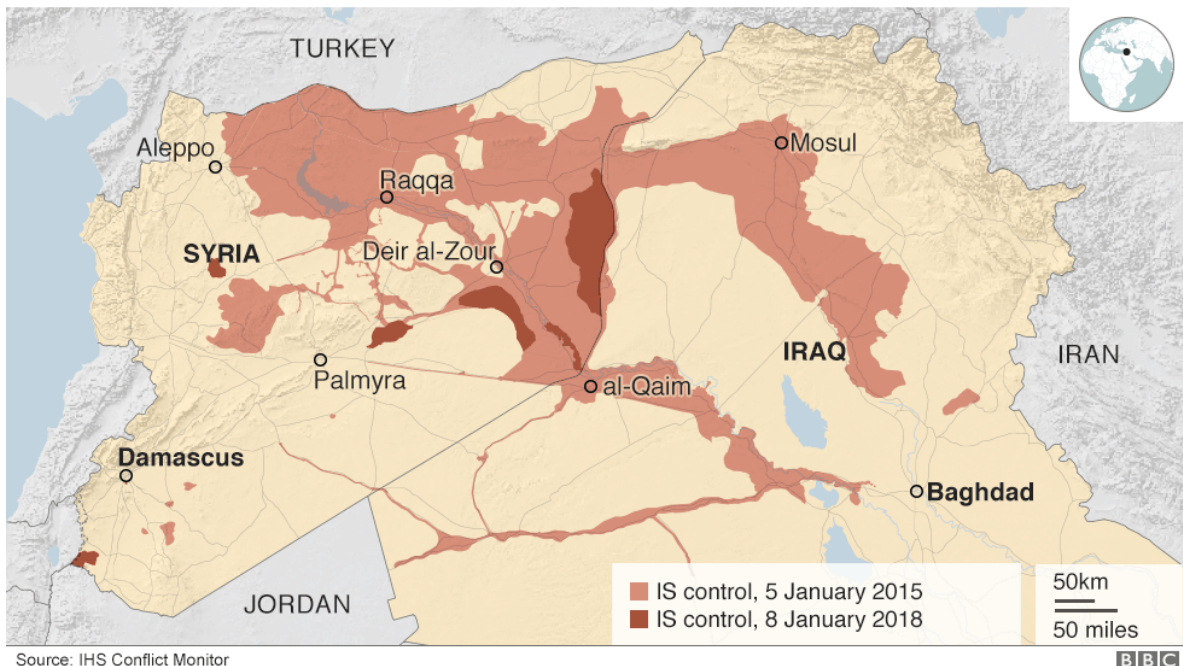 TURKEY
Aleppo
Mosul
Raqqa
SYRIA
Deir al-Zour
IRAQ
IRAN
Palmyra
al-Qaim
Damascus
Baghdad
JORDAN
IS control, 5 January 2015
IS control, 8 January 2018
50km
50 miles
Source: IHS Conflict Monitor
BBC